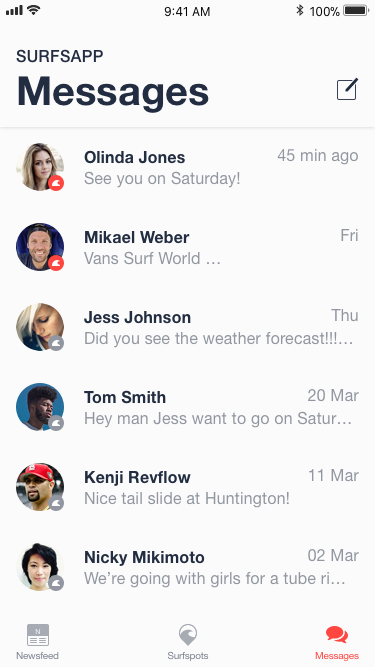 9:41 AM 100%
SURFSAPP
Messages
Olinda Jones 45 min ago
See you on Saturday!
Mikael Weber Fri
Vans Surf World …
Jess Johnson Thu
Did you see the weather forecast!!!…
Tom Smith 20 Mar
Hey man Jess want to go on Satur…
Kenji Revflow 11 Mar
Nice tail slide at Huntington!
Nicky Mikimoto 02 Mar
We’re going with girls for a tube ri…
N
Newsfeed Surfspots Messages